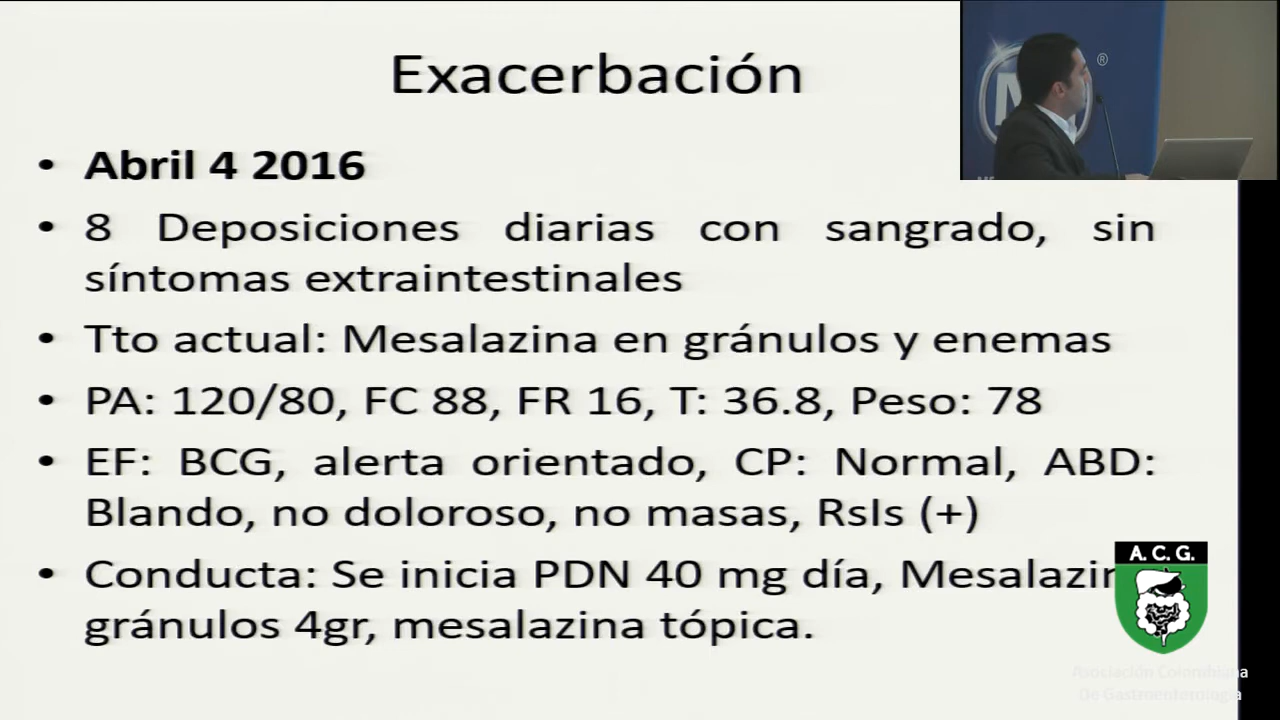 Exacerbación
®
• Abril 4 2016
• 8 Deposiciones diarias con sangrado, sin
síntomas extraintestinales
• Tto actual: Mesalazina en gránulos y enemas
• PA: 120/80, FC 88, FR 16, T: 36.8, Peso: 78
• EF: BCG, alerta orientado, CP: Normal, ABD:
Blando, no doloroso, no masas, RsIs (+)
• Conducta: Se inicia PDN 40 mg día, Mesalazin
gránulos 4gr, mesalazina tópica.
A. C. G.
Asociación Colombiana
De Gastroenterología